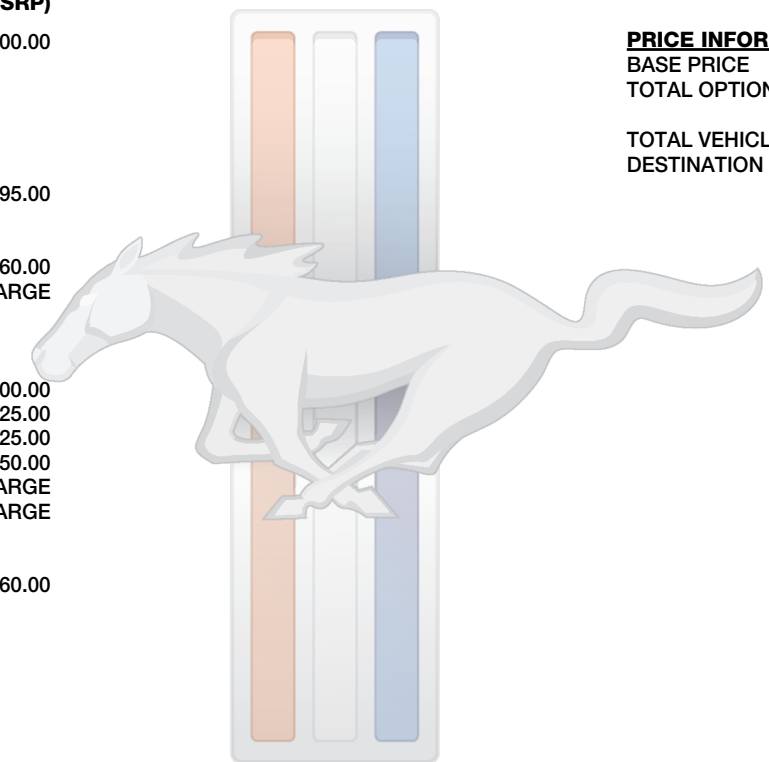 SRP)
00.00
95.00
60.00
ARGE
00.00
25.00
25.00
50.00
ARGE
ARGE
60.00
PRICE INFOR
BASE PRICE
TOTAL OPTION
TOTAL VEHICL
DESTINATION